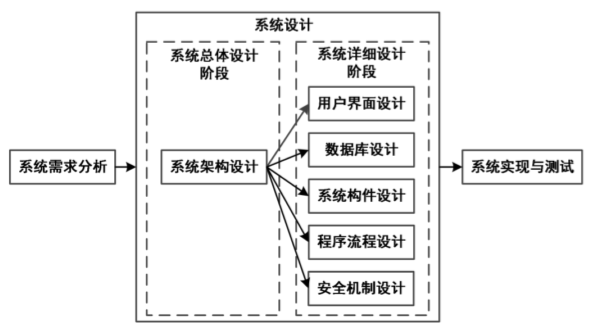 系统设计
系统总体设计
阶段
系统详细设计
阶段
用户界面设计
数据库设计
系统需求分析
系统架构设计
系统构件设计
系统实现与测试
程序流程设计
安全机制设计